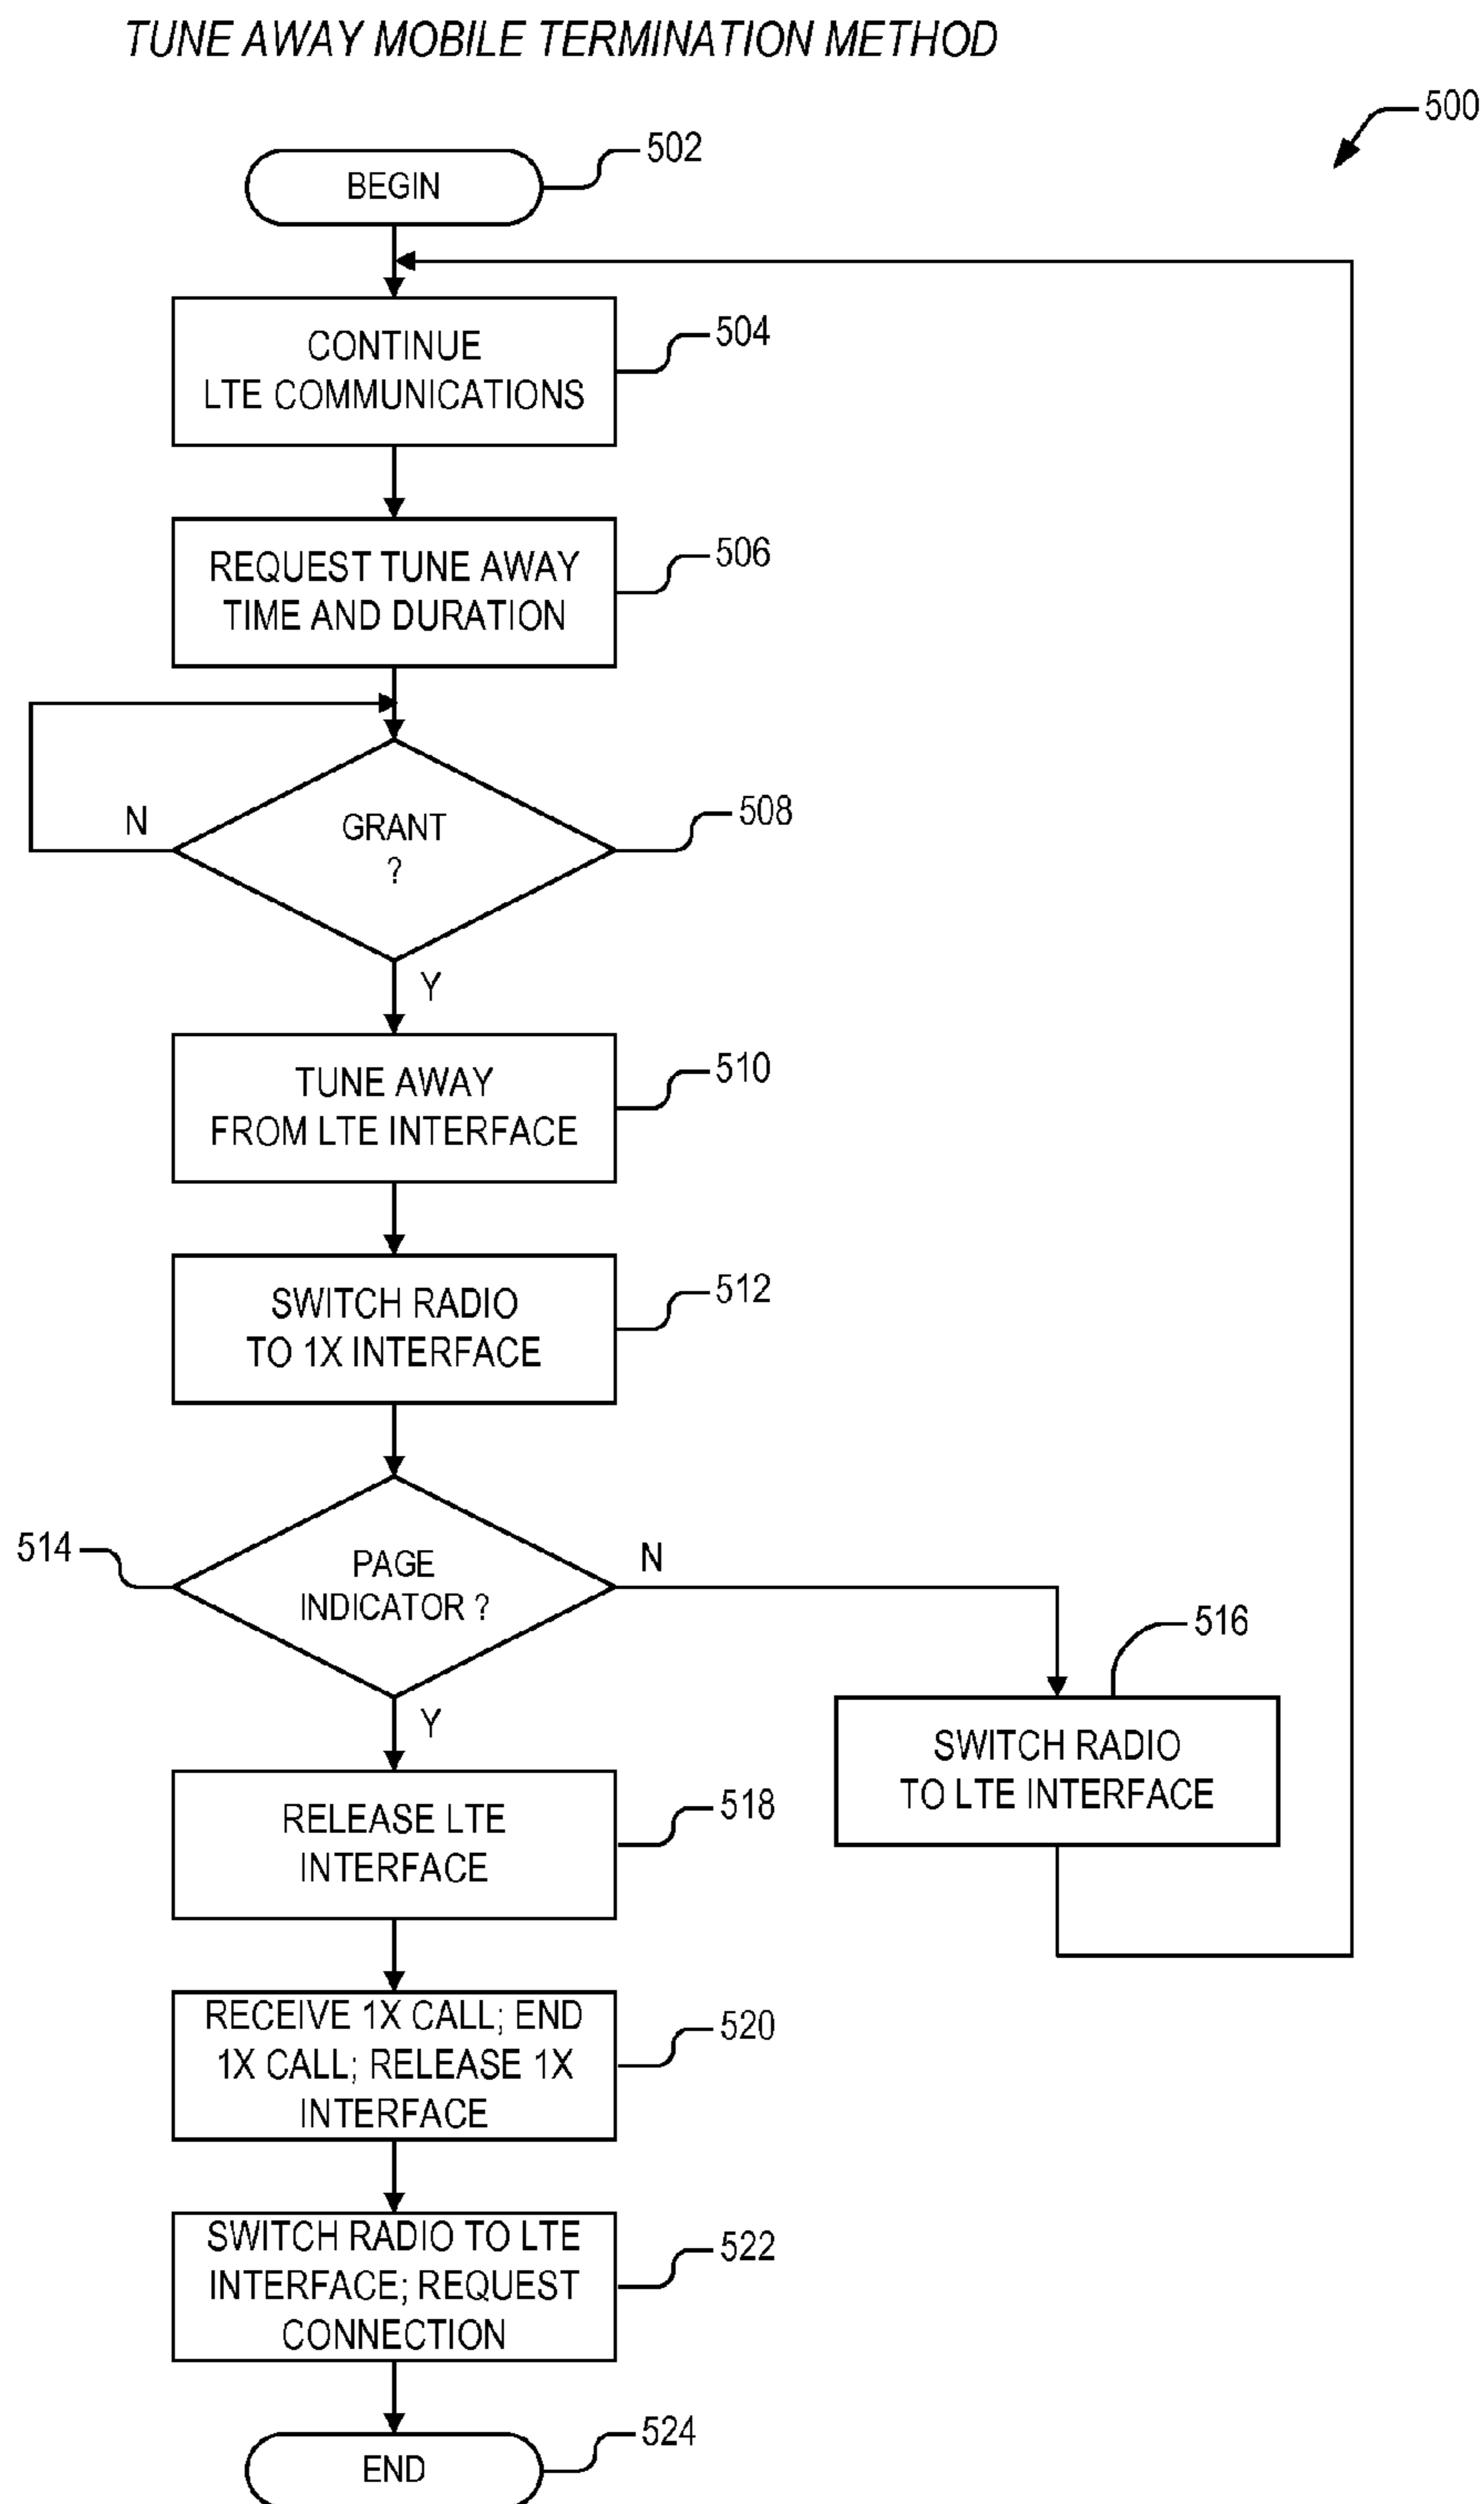 TUNE AWAY MOBILE TERMINATION METHOD
500
BEGIN
502
CONTINUE
LTE COMMUNICATIONS
504
REQUEST TUNE AWAY
TIME AND DURATION
506
GRANT
?
N
508
Y
TUNE AWAY
FROM LTE INTERFACE
510
SWITCH RADIO
TO 1X INTERFACE
512
514
PAGE
INDICATOR ?
N
Y
516
SWITCH RADIO
TO LTE INTERFACE
RELEASE LTE
INTERFACE
518
RECEIVE 1X CALL; END
1X CALL; RELEASE 1X
INTERFACE
520
SWITCH RADIO TO LTE
INTERFACE; REQUEST
CONNECTION
522
END
524